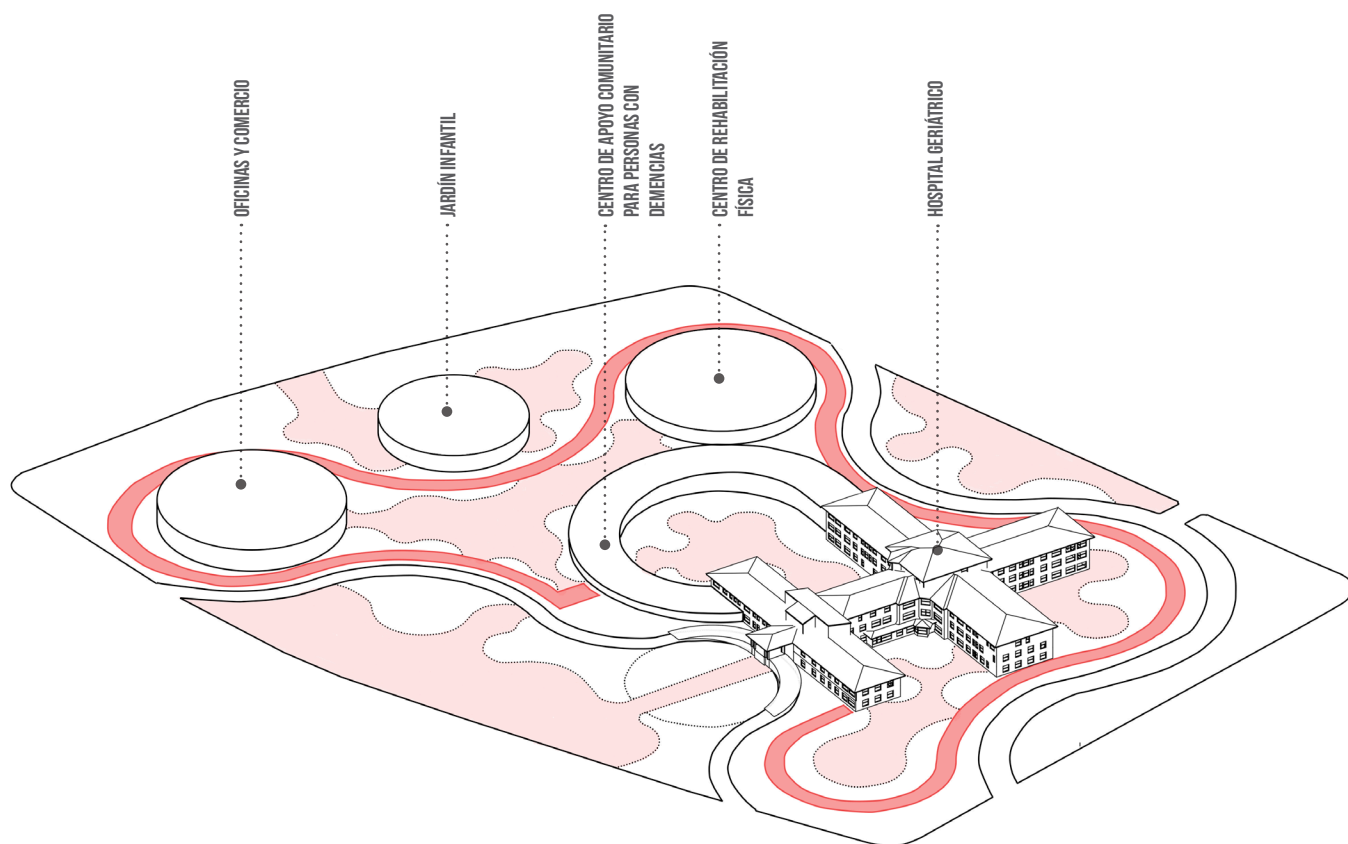 OFICINAS Y COMERCIO
JARDÍN INFANTIL
CENTRO DE APOYO COMUNITARIO
PARA PERSONAS CON
DEMENCIAS
CENTRO DE REHABILITACIÓN
FÍSICA
HOSPITAL GERIÁTRICO